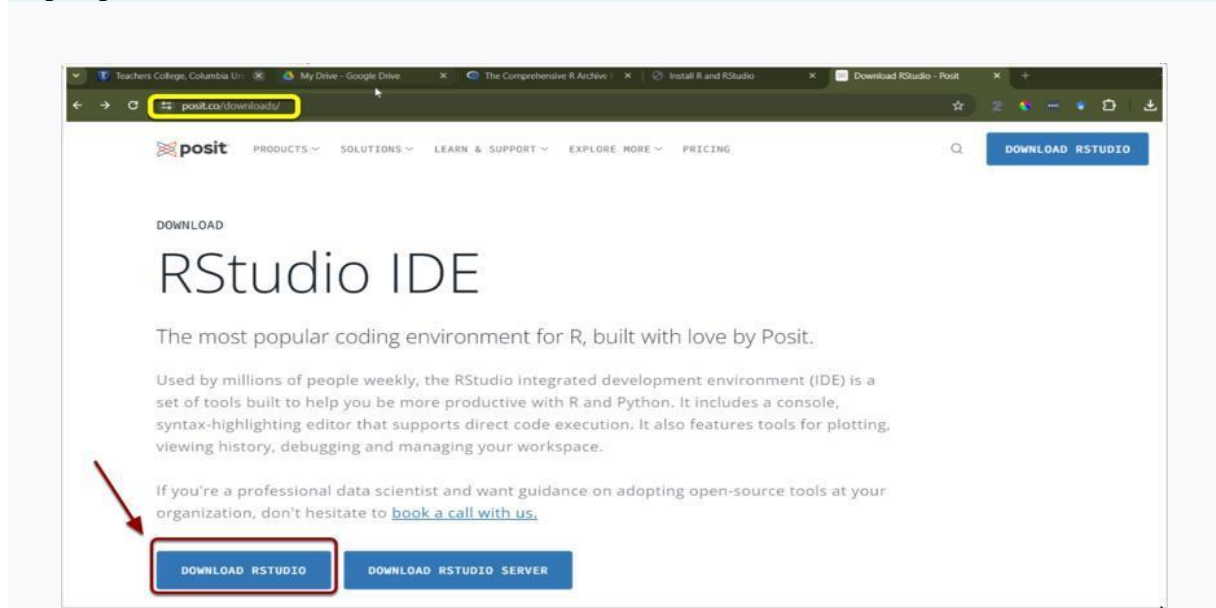 Teachers College, Columbia Un
My Drive - Google Drive
The Comprehensive R Archive
Install R and RStudio
Download RStudio - Posit
posit.co/downloads/
posit PRODUCTS SOLUTIONS LEARN & SUPPORT EXPLORE MORE PRICING DOWNLOAD RSTUDIO
DOWNLOAD
RStudio IDE
The most popular coding environment for R, built with love by Posit.
Used by millions of people weekly, the RStudio integrated development environment (IDE) is a
set of tools built to help you be more productive with R and Python. It includes a console,
syntax-highlighting editor that supports direct code execution. It also features tools for plotting,
viewing history, debugging and managing your workspace.
If you're a professional data scientist and want guidance on adopting open-source tools at your
organization, don't hesitate to book a call with us.
DOWNLOAD RSTUDIO DOWNLOAD RSTUDIO SERVER